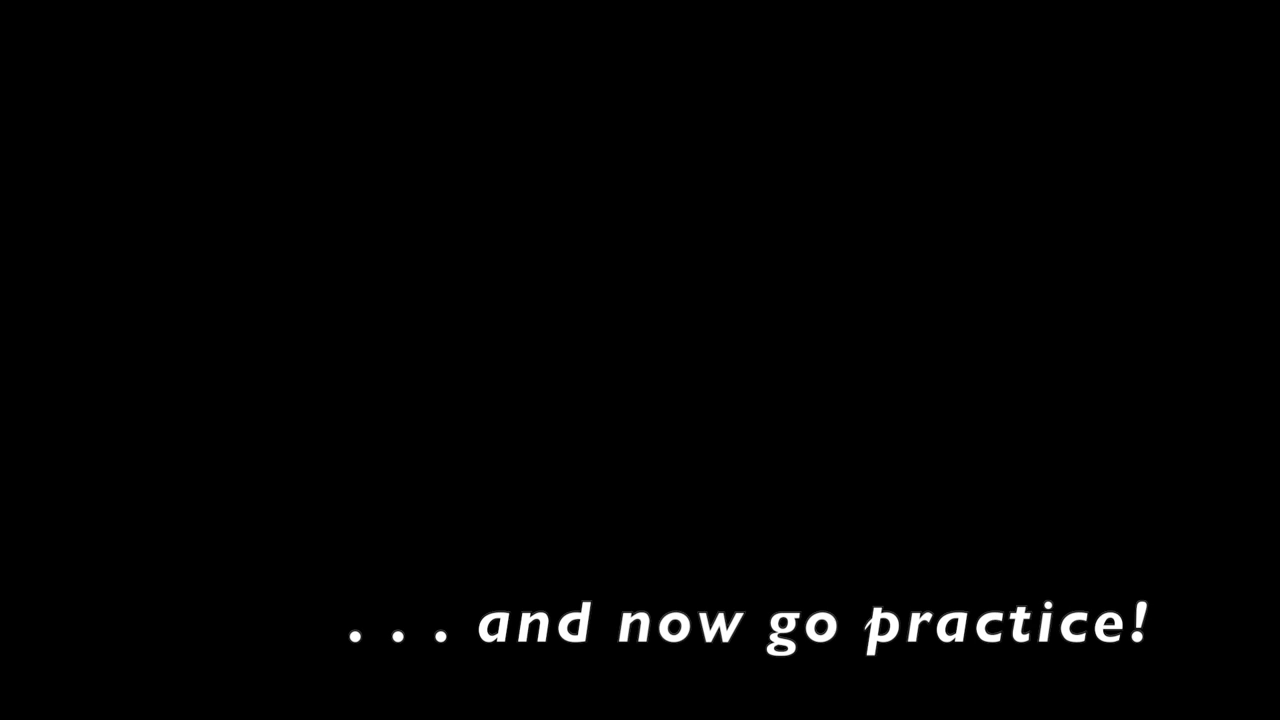 . . . and now go practice!